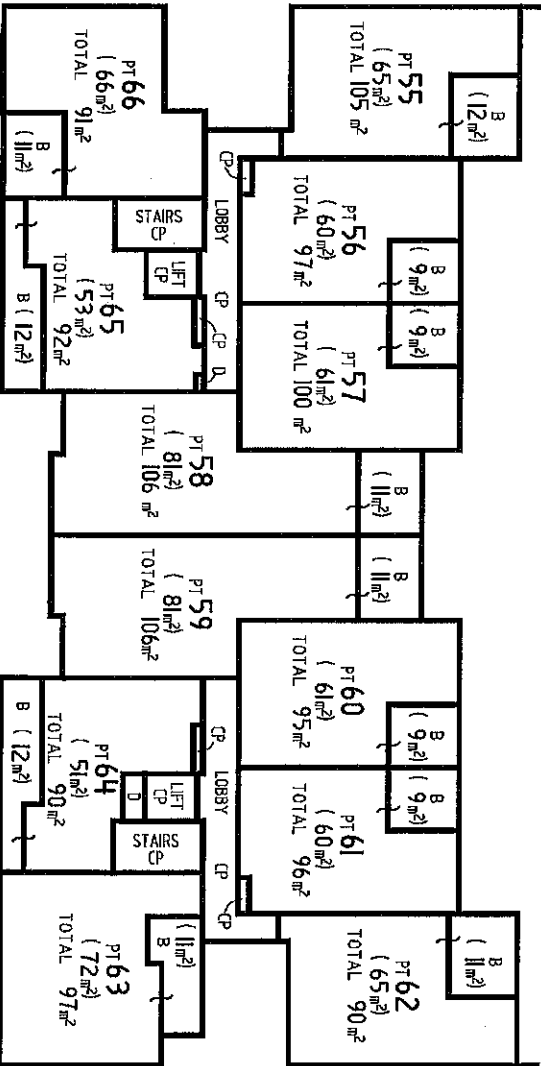 PT 66
( 66m²)
TOTAL 91m²
B
( 11m²)
PT 55
( 65m²)
TOTAL 105m²
B
( 12m²)
CP
LOBBY
CP
STAIRS
CP
LIFT
CP
CP
D
PT 65
( 53m²)
TOTAL 92m²
B ( 12m²)
PT 56
( 60m²)
TOTAL 97m²
B
( 9m²)
PT 57
( 61m²)
TOTAL 100 m²
B
( 9m²)
PT 58
( 81m²)
TOTAL 106 m²
B
( 11m²)
PT 59
( 81m²)
TOTAL 106m²
B
( 11m²)
PT 60
( 61m²)
TOTAL 95m²
B
( 9m²)
PT 61
( 60m²)
TOTAL 96m²
B
( 9m²)
PT 64
( 51m²)
TOTAL 90m²
B ( 12m²)
CP
LOBBY
CP
CP
D
LIFT
CP
STAIRS
CP
PT 63
( 72m²)
TOTAL 97m²
( 11m²)
B
PT 62
( 65m²)
TOTAL 90m²
B
( 11m²)